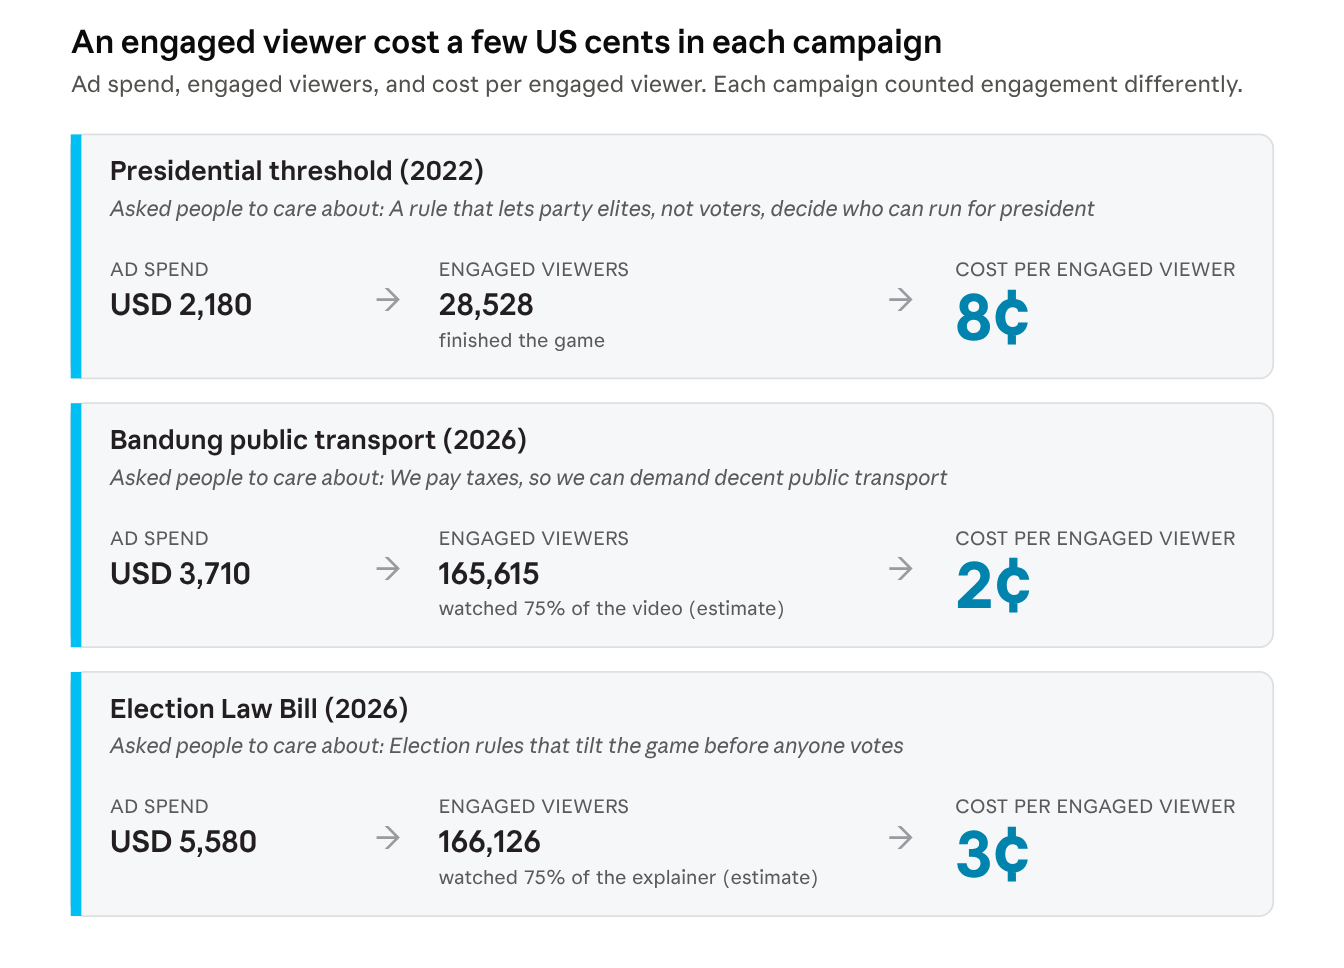 An engaged viewer cost a few US cents in each campaign
Ad spend, engaged viewers, and cost per engaged viewer. Each campaign counted engagement differently.
Presidential threshold (2022)
Asked people to care about: A rule that lets party elites, not voters, decide who can run for president
AD SPEND → ENGAGED VIEWERS → COST PER ENGAGED VIEWER
USD 2,180 28,528 8¢
finished the game
Bandung public transport (2026)
Asked people to care about: We pay taxes, so we can demand decent public transport
AD SPEND → ENGAGED VIEWERS → COST PER ENGAGED VIEWER
USD 3,710 165,615 2¢
watched 75% of the video (estimate)
Election Law Bill (2026)
Asked people to care about: Election rules that tilt the game before anyone votes
AD SPEND → ENGAGED VIEWERS → COST PER ENGAGED VIEWER
USD 5,580 166,126 3¢
watched 75% of the explainer (estimate)